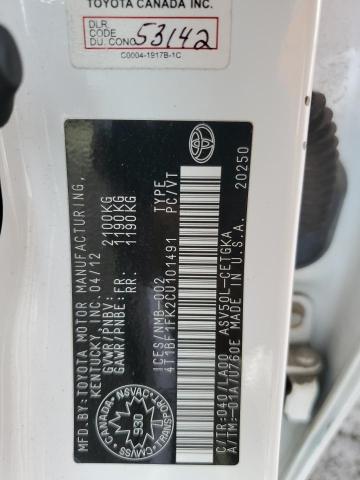 TOYOTA CANADA INC.
DLR.
CODE
DU. CONC.
53142
C0004-1917B-1C
MFD.BY:TOYOTA MOTOR MANUFACTURING,
KENTUCKY, INC. 04/12
GVWR/PNBV: 2100KG
GAWR/PNBE:FR. 1190KG
RR. 1190KG
ICES/NMB-002
4T1BF1FK2CU101491
TYPE:
PC/VT
C/TR:040/LA00 ASV50L-CETGKA
A/TM:-01A/U760E MADE IN U.S.A.
20250
CANADA
NSVAC
TRANSPORT
CMVSS
930